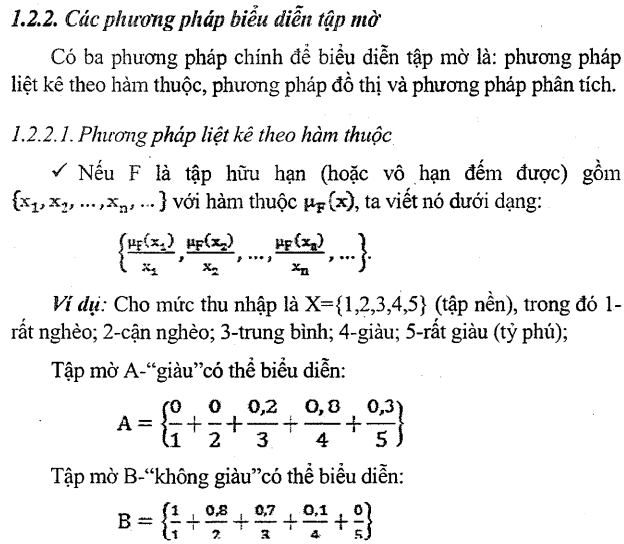 1.2.2. Các phương pháp biểu diễn tập mờ
Có ba phương pháp chính để biểu diễn tập mờ là: phương pháp
liệt kê theo hàm thuộc, phương pháp đồ thị và phương pháp phân tích.
1.2.2.1. Phương pháp liệt kê theo hàm thuộc
✓ Nếu F là tập hữu hạn (hoặc vô hạn đếm được) gồm
{x₁, x₂, ...,xₙ, ... } với hàm thuộc μF(x), ta viết nó dưới dạng:
{μF(x₁)/x₁, μF(x₂)/x₂, ..., μF(xₙ)/xₙ, ...}.
Ví dụ: Cho mức thu nhập là X={1,2,3,4,5} (tập nền), trong đó 1-
rất nghèo; 2-cận nghèo; 3-trung bình; 4-giàu; 5-rất giàu (tỷ phú);
Tập mờ A-“giàu”có thể biểu diễn:
A = {0/1 + 0/2 + 0,2/3 + 0,8/4 + 0,3/5}
Tập mờ B-“không giàu”có thể biểu diễn:
B = {1/1 + 0,8/2 + 0,7/3 + 0,1/4 + 0/5}